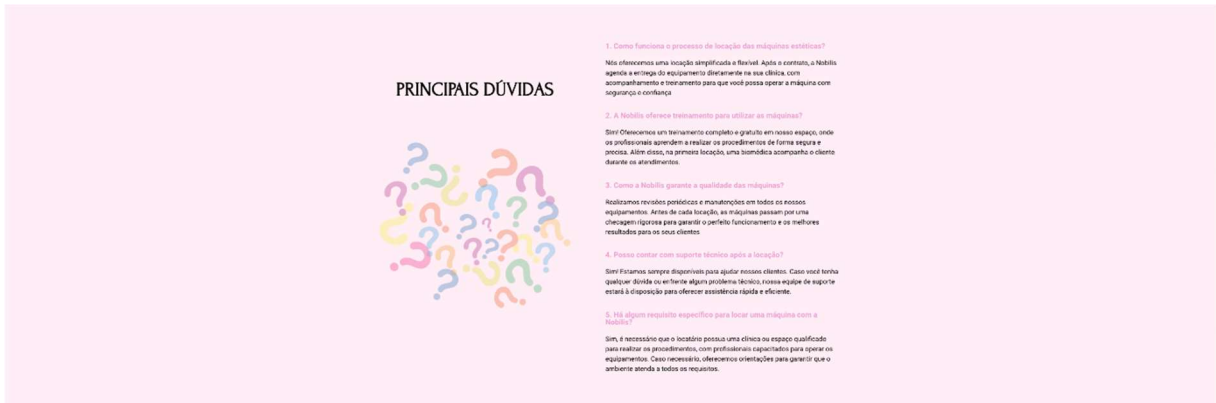 PRINCIPAIS DÚVIDAS
1. Como funciona o processo de locação das máquinas estéticas?
Nós oferecemos uma locação simplificada e flexível. Após o contrato, a Nobilis
agenda a entrega do equipamento diretamente na sua clínica, com
acompanhamento e treinamento para que você possa operar a máquina com
segurança e confiança
2. A Nobilis oferece treinamento para utilizar as máquinas?
Sim! Oferecemos um treinamento completo e gratuito em nosso espaço, onde
os profissionais aprendem a realizar os procedimentos de forma segura e
precisa. Além disso, na primeira locação, uma biomédica acompanha o cliente
durante os atendimentos.
3. Como a Nobilis garante a qualidade das máquinas?
Realizamos revisões periódicas e manutenções em todos os nossos
equipamentos. Antes de cada locação, as máquinas passam por uma
checagem rigorosa para garantir o perfeito funcionamento e os melhores
resultados para os seus clientes
4. Posso contar com suporte técnico após a locação?
Sim! Estamos sempre disponíveis para ajudar nossos clientes. Caso você tenha
qualquer dúvida ou enfrente algum problema técnico, nossa equipe de suporte
estará à disposição para oferecer assistência rápida e eficiente.
5. Há algum requisito específico para locar uma máquina com a
Nobilis?
Sim, é necessário que o locatário possua uma clínica ou espaço qualificado
para realizar os procedimentos, com profissionais capacitados para operar os
equipamentos. Caso necessário, oferecemos orientações para garantir que o
ambiente atenda a todos os requisitos.